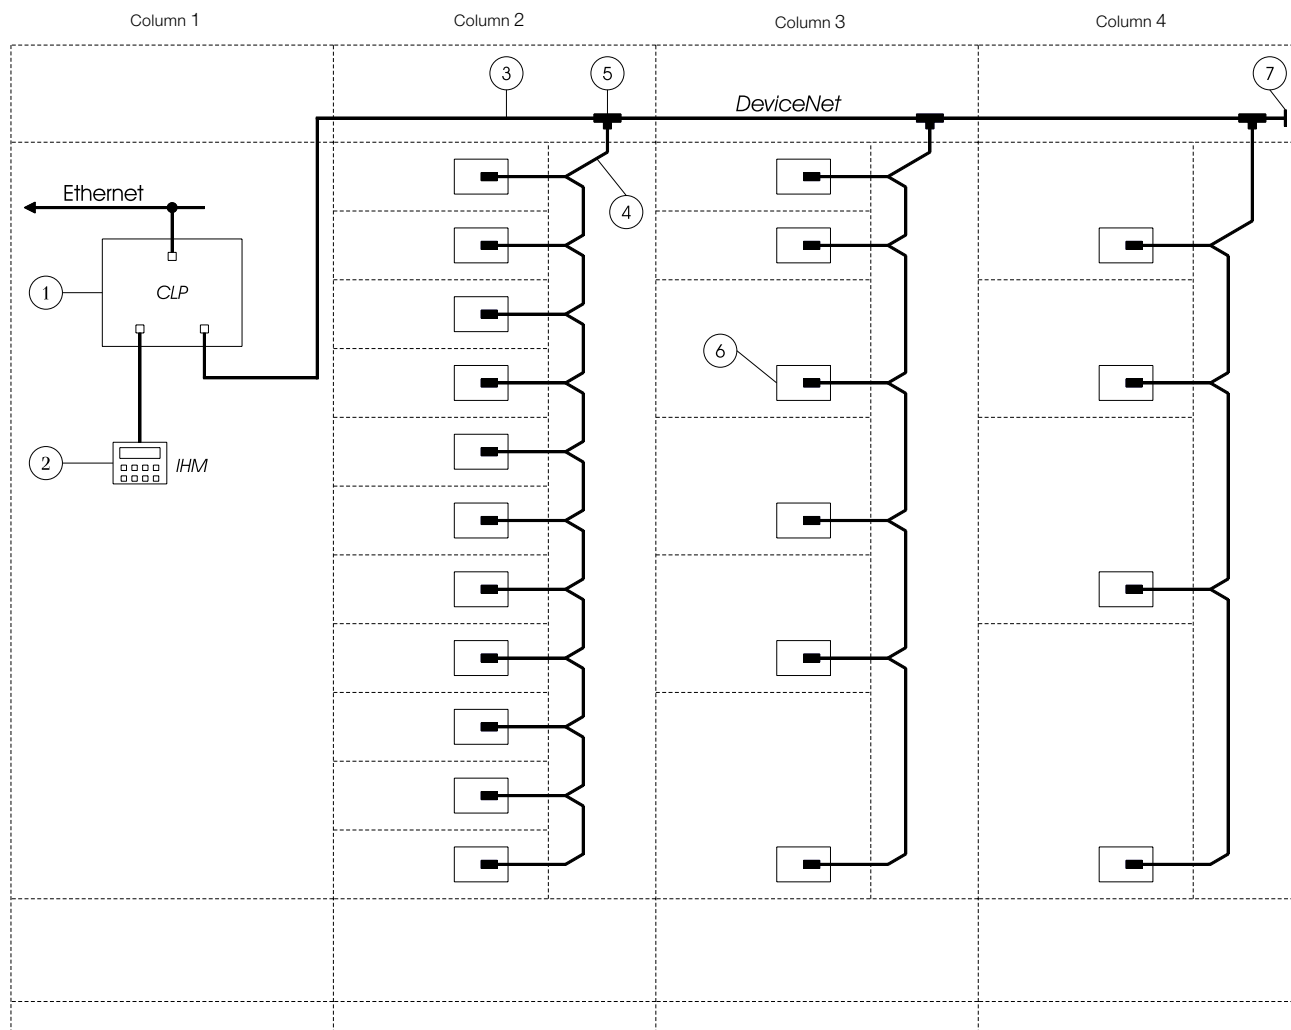 Column 1
Column 2
Column 3
Column 4
3
5
7
DeviceNet
Ethernet
4
1
CLP
6
2
IHM